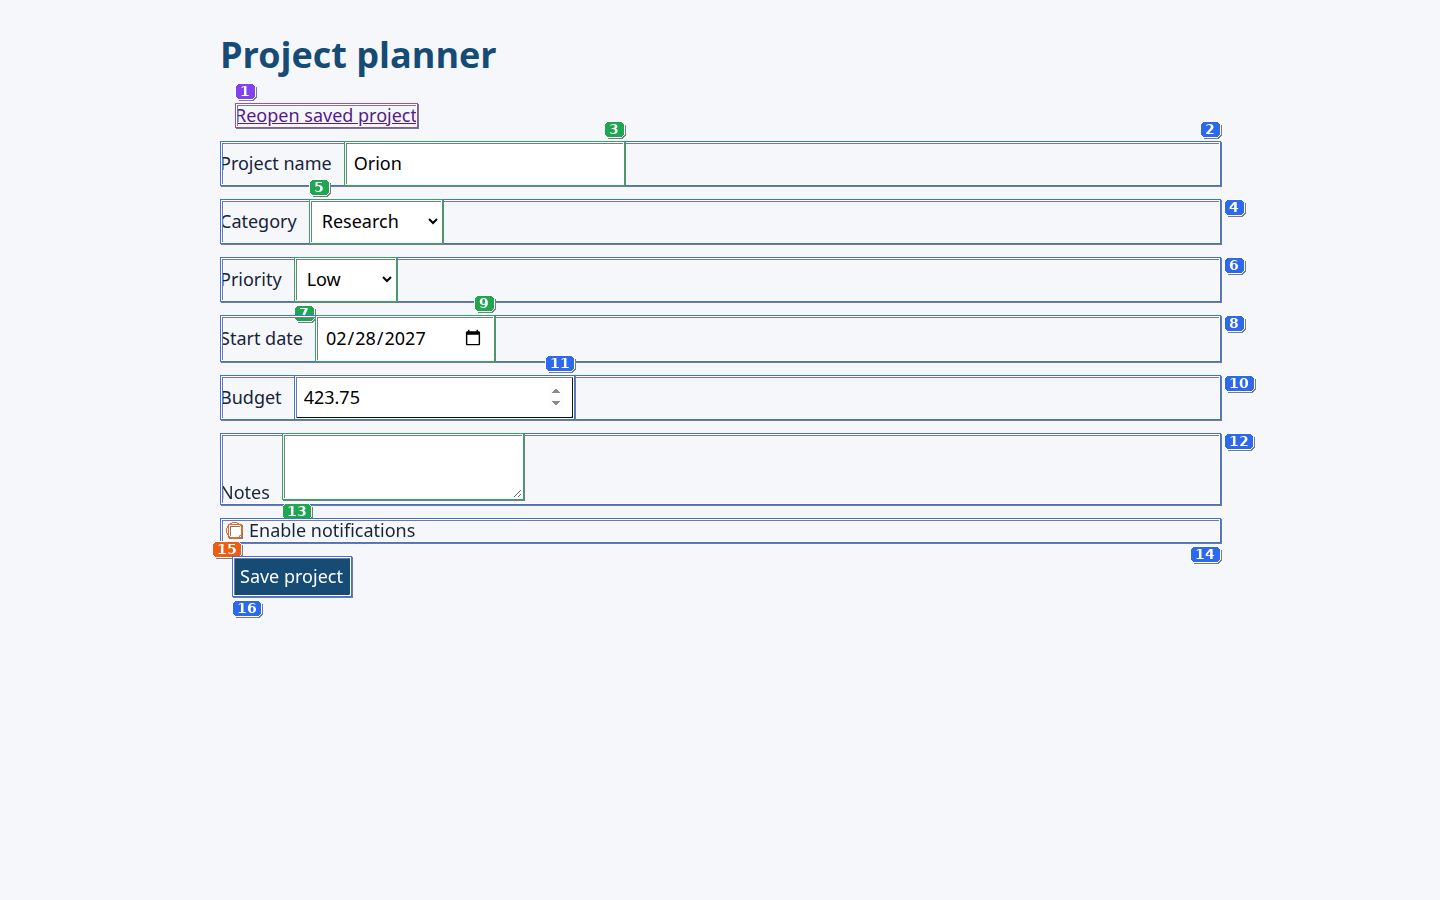 Project planner
1
Reopen saved project
3 2
Project name Orion
5
Category Research 4
Priority Low 6
7 9
Start date 02/28/2027 8
11
Budget 423.75 10
Notes 12
13
Enable notifications
15 14
Save project
16